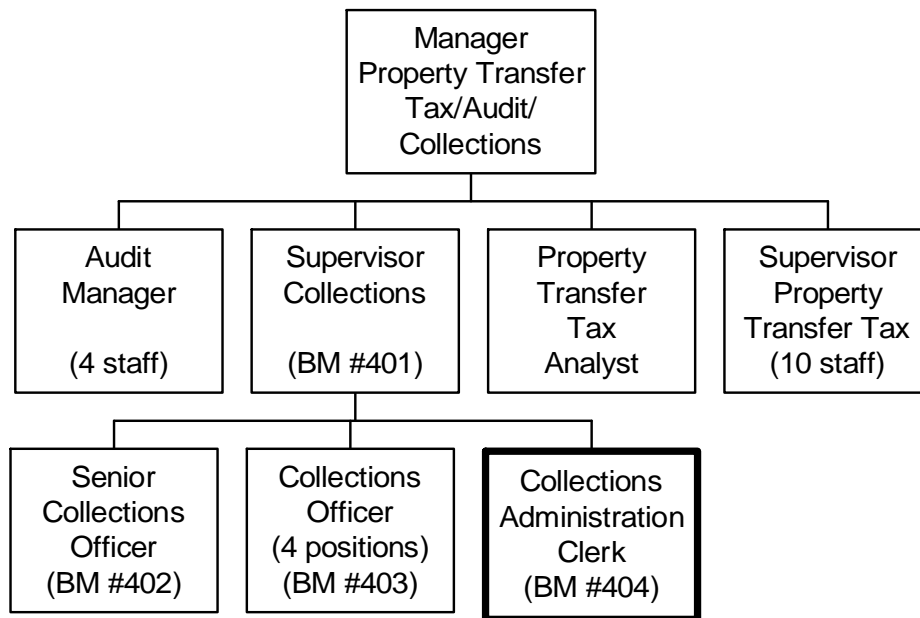 Manager
Property Transfer
Tax/Audit/
Collections
Audit
Manager
(4 staff)
Supervisor
Collections
(BM #401)
Property
Transfer
Tax
Analyst
Supervisor
Property
Transfer Tax
(10 staff)
Senior
Collections
Officer
(BM #402)
Collections
Officer
(4 positions)
(BM #403)
Collections
Administration
Clerk
(BM #404)